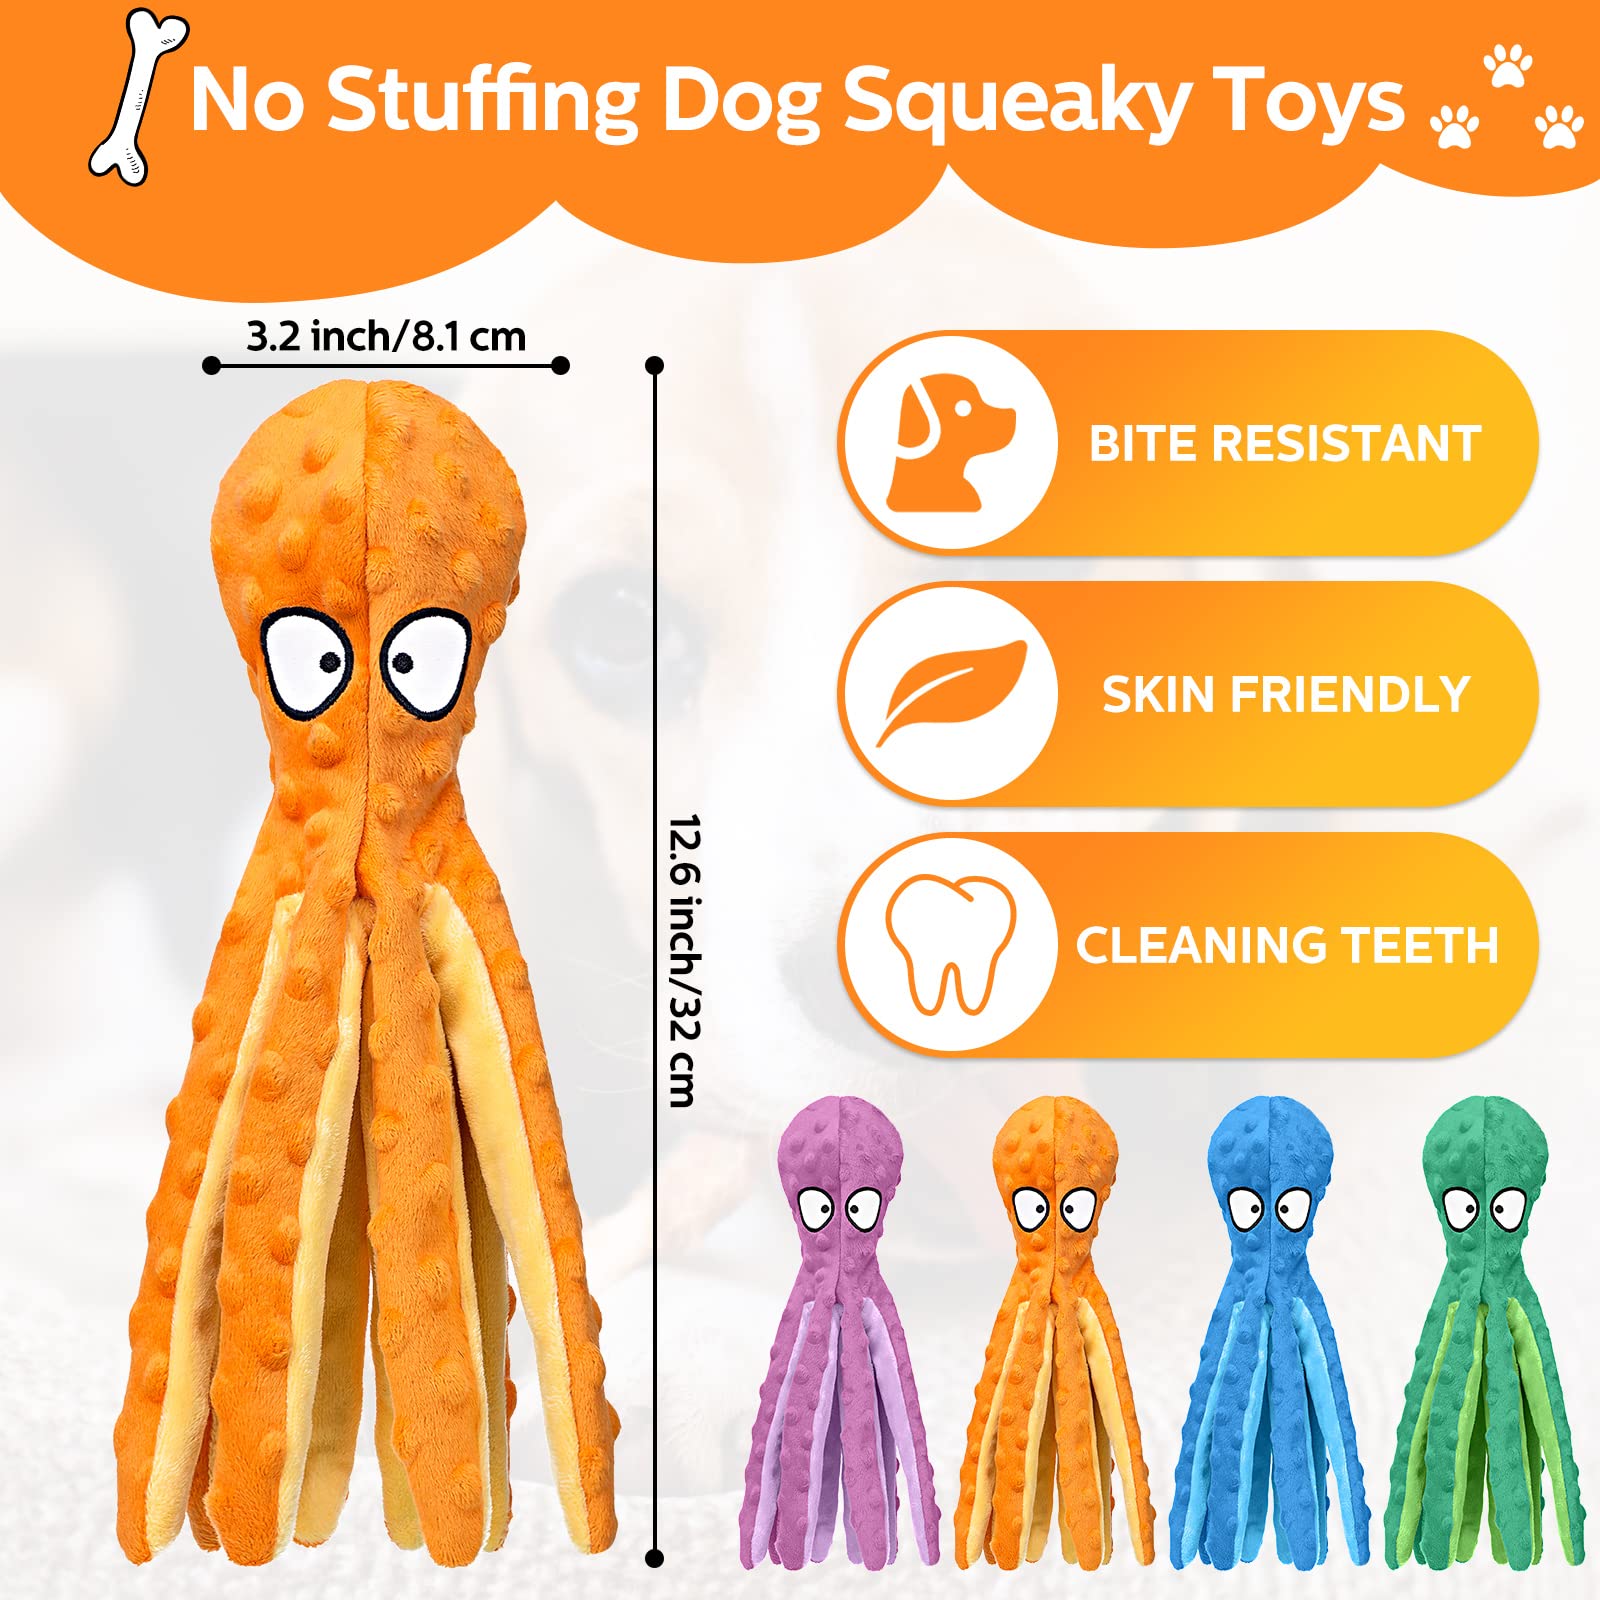 No Stuffing Dog Squeaky Toys
3.2 inch/8.1 cm
12.6 inch/32 cm
BITE RESISTANT
SKIN FRIENDLY
CLEANING TEETH